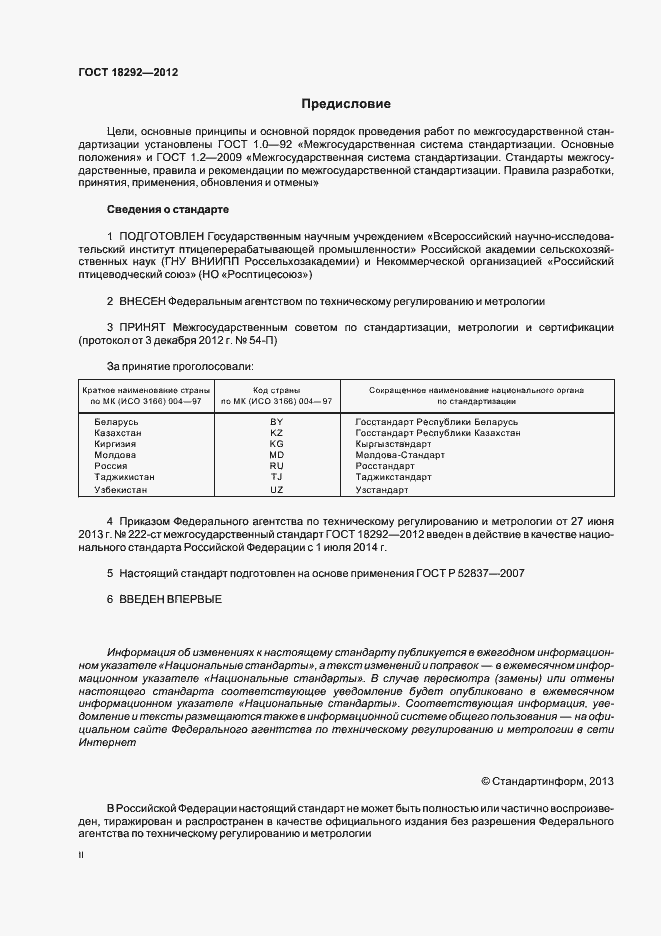 ГОСТ 18292—2012
Предисловие
Цели, основные принципы и основной порядок проведения работ по межгосударственной стан-
дартизации установлены ГОСТ 1.0—92 «Межгосударственная система стандартизации. Основные
положения» и ГОСТ 1.2—2009 «Межгосударственная система стандартизации. Стандарты межгосу-
дарственные, правила и рекомендации по межгосударственной стандартизации. Правила разработки,
принятия, применения, обновления и отмены»
Сведения о стандарте
1 ПОДГОТОВЛЕН Государственным научным учреждением «Всероссийский научно-исследова-
тельский институт птицеперерабатывающей промышленности» Российской академии сельскохозяй-
ственных наук (ГНУ ВНИИПП Россельхозакадемии) и Некоммерческой организацией «Российский
птицеводческий союз» (НО «Росптицесоюз»)
2 ВНЕСЕН Федеральным агентством по техническому регулированию и метрологии
3 ПРИНЯТ Межгосударственным советом по стандартизации, метрологии и сертификации
(протокол от 3 декабря 2012 г. № 54-П)
За принятие проголосовали:
Краткое наименование страны по МК (ИСО 3166) 004—97 Код страны по МК (ИСО 3166) 004—97 Сокращенное наименование национального органа по стандартизации
Беларусь BY Госстандарт Республики Беларусь
Казахстан KZ Госстандарт Республики Казахстан
Киргизия KG Кыргызстандарт
Молдова MD Молдова-Стандарт
Россия RU Росстандарт
Таджикистан TJ Таджикстандарт
Узбекистан UZ Узстандарт
4 Приказом Федерального агентства по техническому регулированию и метрологии от 27 июня
2013 г. № 222-ст межгосударственный стандарт ГОСТ 18292—2012 введен в действие в качестве нацио-
нального стандарта Российской Федерации с 1 июля 2014 г.
5 Настоящий стандарт подготовлен на основе применения ГОСТ Р 52837—2007
6 ВВЕДЕН ВПЕРВЫЕ
Информация об изменениях к настоящему стандарту публикуется в ежегодном информацион-
ном указателе «Национальные стандарты», а текст изменений и поправок — в ежемесячном инфор-
мационном указателе «Национальные стандарты». В случае пересмотра (замены) или отмены
настоящего стандарта соответствующее уведомление будет опубликовано в ежемесячном
информационном указателе «Национальные стандарты». Соответствующая информация, уве-
домление и тексты размещаются также в информационной системе общего пользования — на офи-
циальном сайте Федерального агентства по техническому регулированию и метрологии в сети
Интернет
© Стандартинформ, 2013
В Российской Федерации настоящий стандарт не может быть полностью или частично воспроизве-
ден, тиражирован и распространен в качестве официального издания без разрешения Федерального
агентства по техническому регулированию и метрологии
II